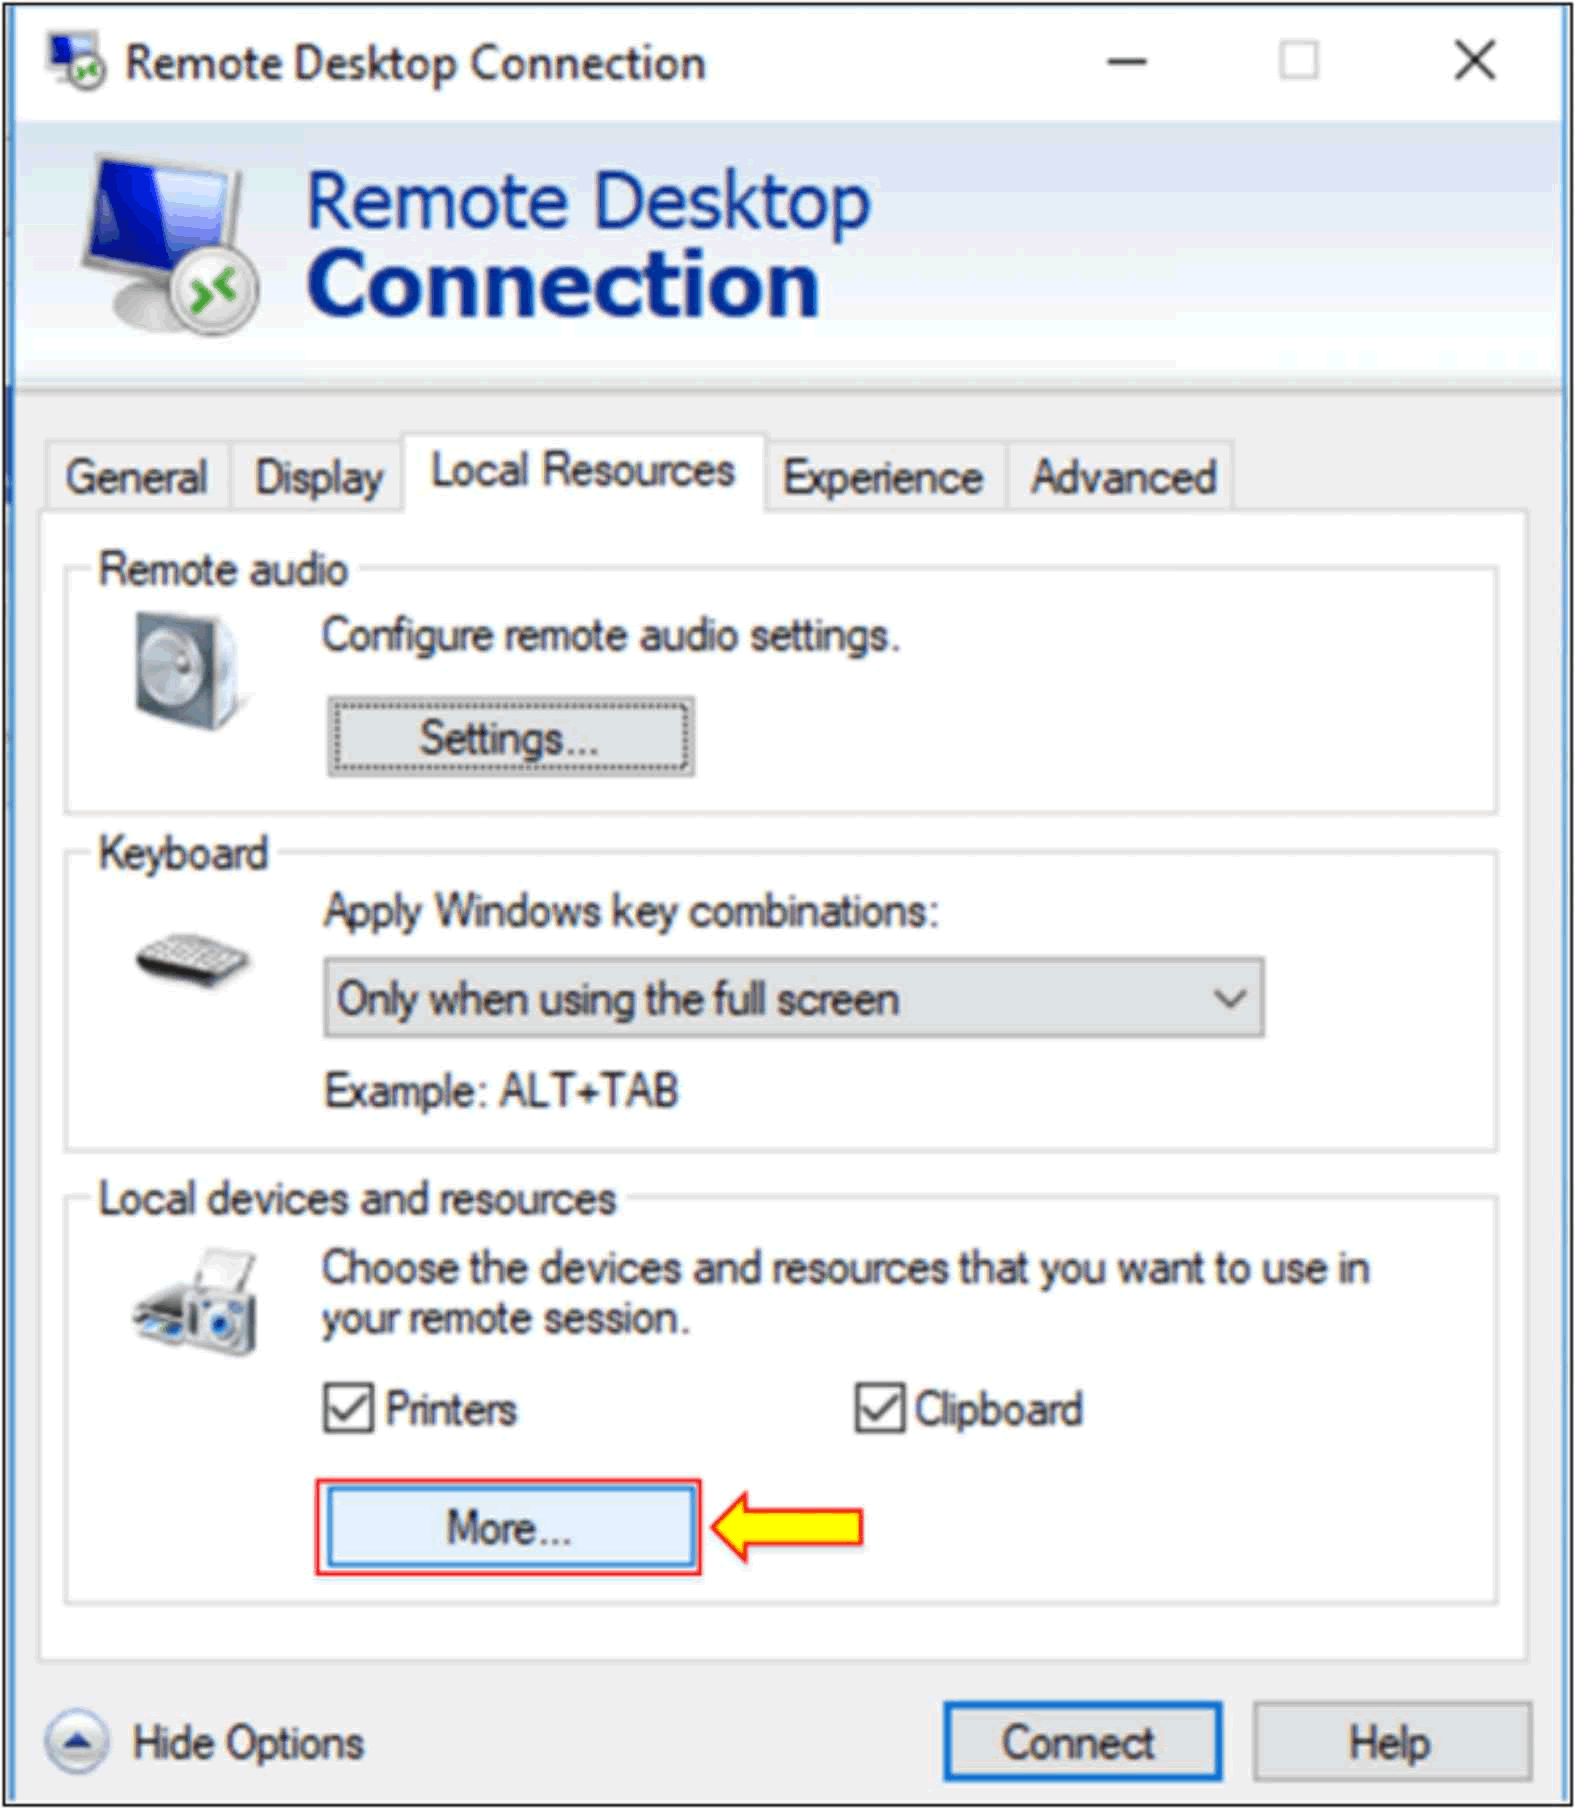 Remote Desktop Connection
Remote Desktop
Connection
General Display Local Resources Experience Advanced
Remote audio
Configure remote audio settings.
Settings...
Keyboard
Apply Windows key combinations:
Only when using the full screen
Example: ALT+TAB
Local devices and resources
Choose the devices and resources that you want to use in
your remote session.
Printers Clipboard
More...
Hide Options Connect Help